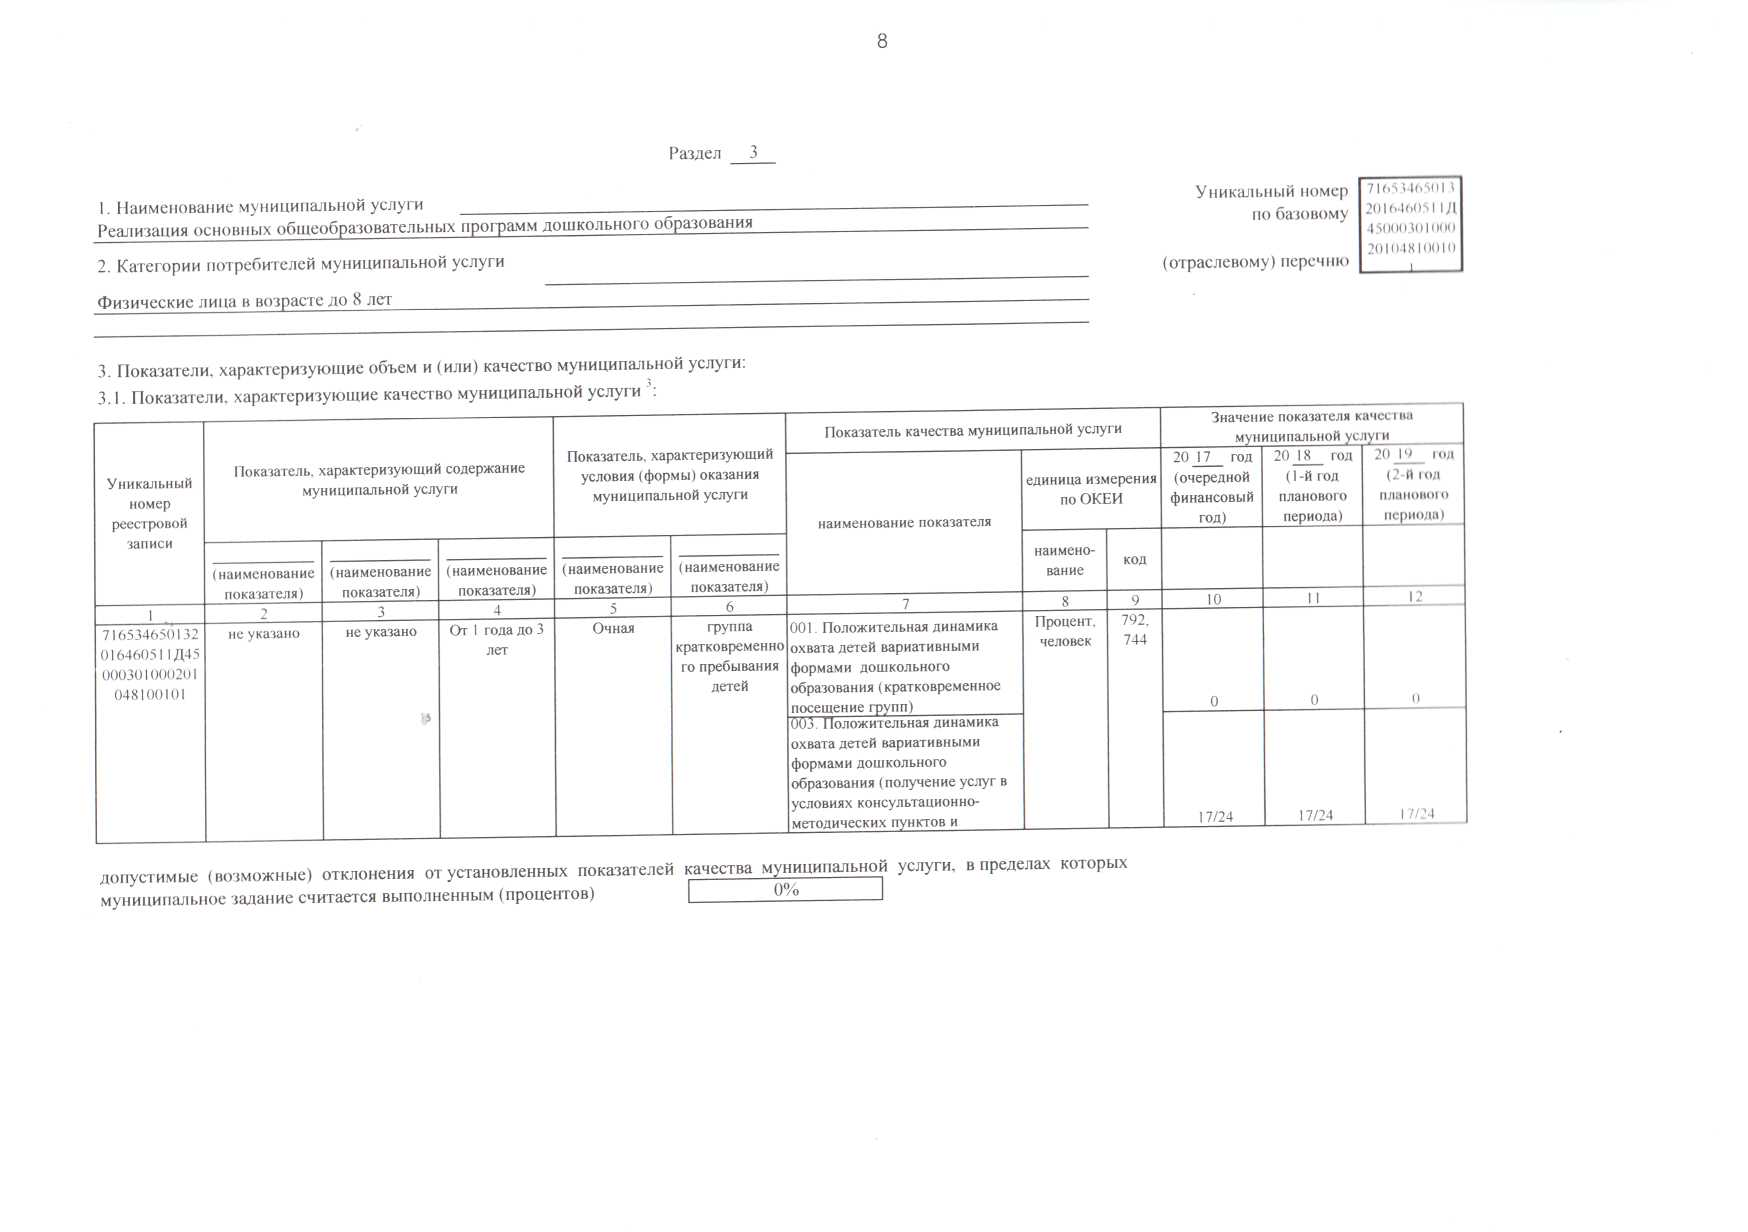 8
Раздел 3
1. Наименование муниципальной услуги
Реализация основных общеобразовательных программ дошкольного образования
2. Категории потребителей муниципальной услуги
Физические лица в возрасте до 8 лет
Уникальный номер
по базовому
(отраслевому) перечню
71653465013
2016460511Д
45000301000
20104810010
1
3. Показатели, характеризующие объем и (или) качество муниципальной услуги:
3.1. Показатели, характеризующие качество муниципальной услуги 3:
Уникальный
номер
реестровой
записи
Показатель, характеризующий содержание
муниципальной услуги
Показатель, характеризующий
условия (формы) оказания
муниципальной услуги
Показатель качества муниципальной услуги
Значение показателя качества
муниципальной услуги
наименование показателя
единица измерения
по ОКЕИ
20 17 год
(очередной
финансовый
год)
20 18 год
(1-й год
планового
периода)
20 19 год
(2-й год
планового
периода)
(наименование
показателя)
(наименование
показателя)
(наименование
показателя)
(наименование
показателя)
(наименование
показателя)
наимено-
вание
код
1 2 3 4 5 6 7 8 9 10 11 12
716534650132
016460511Д45
000301000201
048100101
не указано
не указано
От 1 года до 3
лет
Очная
группа
кратковременно
го пребывания
детей
001. Положительная динамика
охвата детей вариативными
формами дошкольного
образования (кратковременное
посещение групп)
Процент,
человек
792,
744
0 0 0
003. Положительная динамика
охвата детей вариативными
формами дошкольного
образования (получение услуг в
условиях консультационно-
методических пунктов и
17/24 17/24 17/24
допустимые (возможные) отклонения от установленных показателей качества муниципальной услуги, в пределах которых
муниципальное задание считается выполненным (процентов) 0%